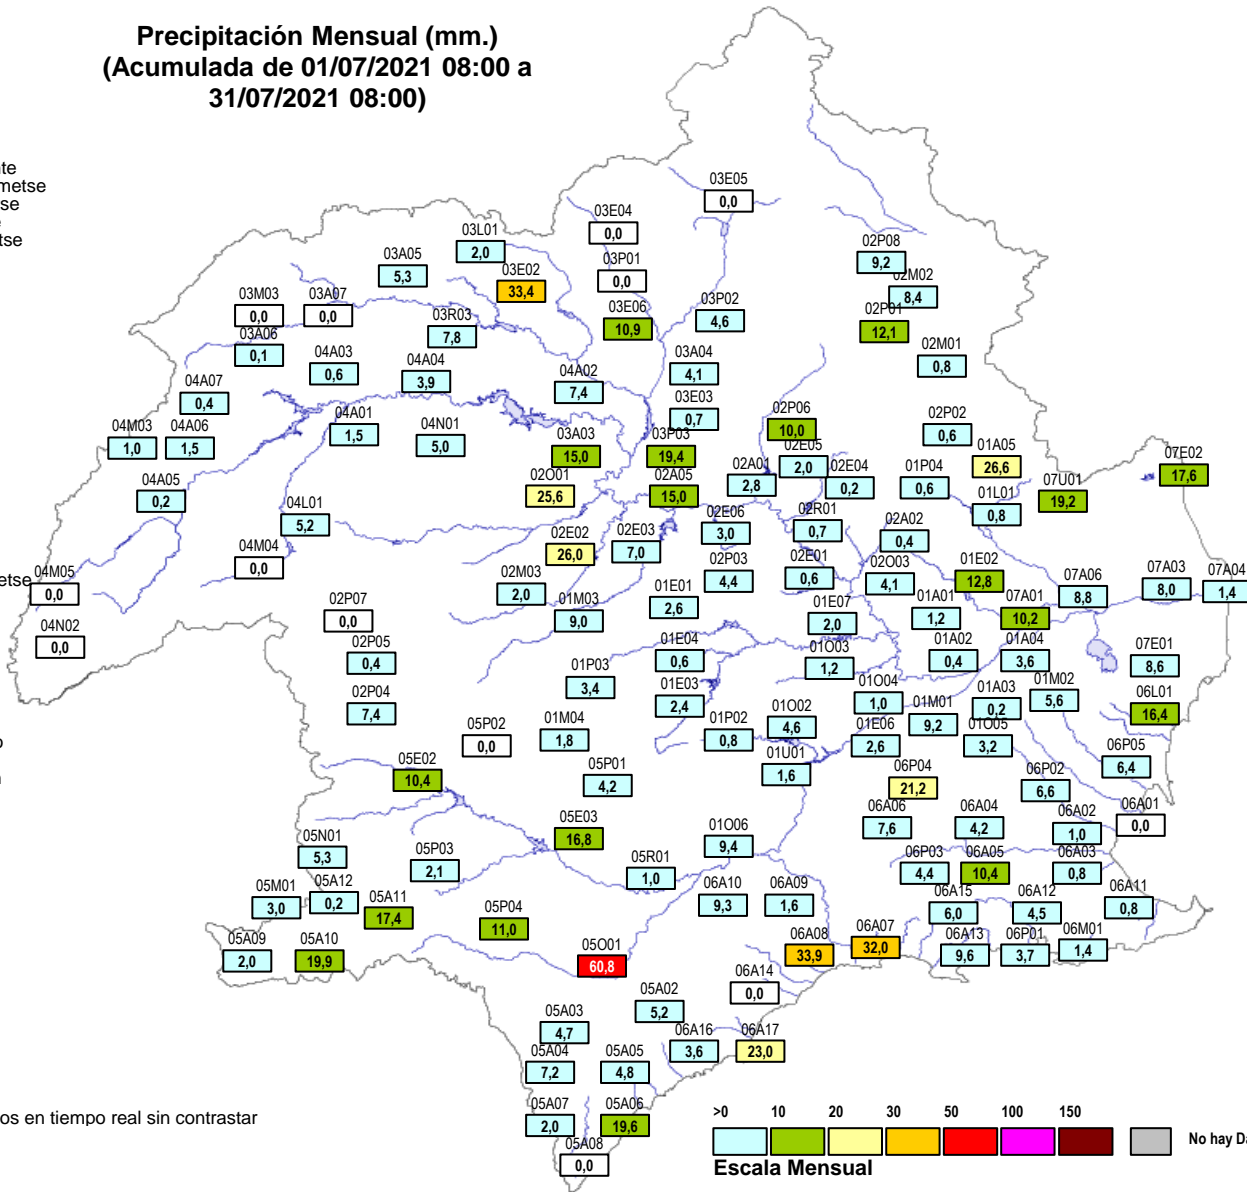 Precipitación Mensual (mm.)
(Acumulada de 01/07/2021 08:00 a
31/07/2021 08:00)
03E05
0,0
03E04
0,0
03L01
2,0
03A05
5,3
03E02
33,4
03P01
0,0
02P08
9,2
02M02
8,4
03M03
0,0
03A07
0,0
03R03
7,8
03E06
10,9
03P02
4,6
02P01
12,1
03A06
0,1
04A03
0,6
04A04
3,9
04A02
7,4
03A04
4,1
02M01
0,8
04A07
0,4
03E03
0,7
04M03
1,0
04A06
1,5
04A01
1,5
04N01
5,0
03A03
15,0
03P03
19,4
02P06
10,0
02P02
0,6
04A05
0,2
02O01
25,6
02A05
15,0
02A01
2,8
02E05
2,0
02E04
0,2
01P04
0,6
01A05
26,6
07U01
19,2
07E02
17,6
04L01
5,2
02E06
3,0
02R01
0,7
01L01
0,8
04M04
0,0
02E02
26,0
02E03
7,0
02A02
0,4
etse
04M05
0,0
02M03
2,0
02P03
4,4
02E01
0,6
02O03
4,1
01E02
12,8
07A06
8,8
07A03
8,0
07A04
1,4
02P07
0,0
01M03
9,0
01E01
2,6
01E07
2,0
01A01
1,2
07A01
10,2
04N02
0,0
02P05
0,4
01E04
0,6
01O03
1,2
01A02
0,4
01A04
3,6
07E01
8,6
01P03
3,4
01E03
2,4
01O04
1,0
01A03
0,2
01M02
5,6
06L01
16,4
02P04
7,4
05P02
0,0
01M04
1,8
01P02
0,8
01O02
4,6
01E06
2,6
01M01
9,2
01O05
3,2
06P05
6,4
05E02
10,4
05P01
4,2
01U01
1,6
06P04
21,2
06P02
6,6
06A01
0,0
05E03
16,8
01O06
9,4
06A06
7,6
06A04
4,2
06A02
1,0
05N01
5,3
05P03
2,1
05R01
1,0
06P03
4,4
06A05
10,4
06A03
0,8
05M01
3,0
05A12
0,2
05A11
17,4
05P04
11,0
06A10
9,3
06A09
1,6
06A15
6,0
06A12
4,5
06A11
0,8
05A09
2,0
05A10
19,9
05O01
60,8
06A08
33,9
06A07
32,0
06A13
9,6
06P01
3,7
06M01
1,4
06A14
0,0
05A02
5,2
05A03
4,7
06A16
3,6
06A17
23,0
05A04
7,2
05A05
4,8
05A07
2,0
05A06
19,6
os en tiempo real sin contrastar
05A08
0,0
>0 10 20 30 50 100 150
No hay Da
Escala Mensual